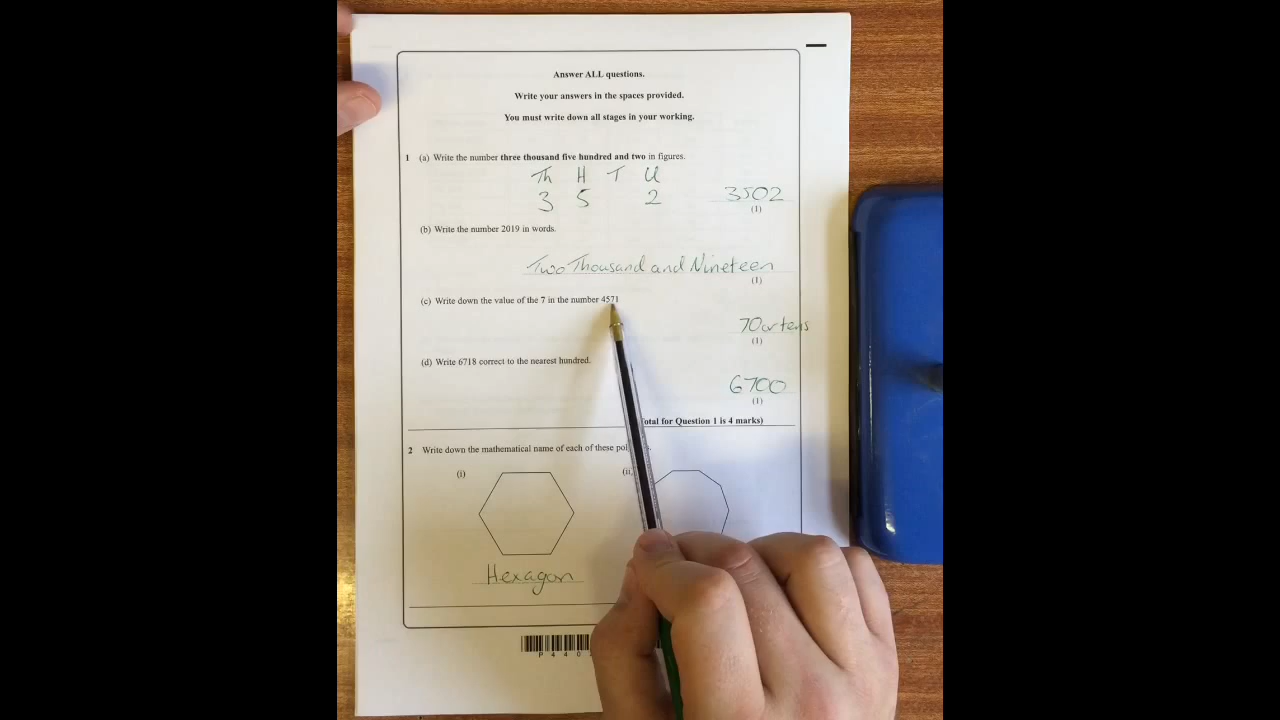 Answer ALL questions.
Write your answers in the spaces provided.
You must write down all stages in your working.
1 (a) Write the number three thousand five hundred and two in figures.
Th H T U
3 5 2
3502
(1)
(b) Write the number 2019 in words.
Two Thousand and Nineteen
(1)
(c) Write down the value of the 7 in the number 4571
70 or tens
(1)
(d) Write 6718 correct to the nearest hundred.
6700
(1)
otal for Question 1 is 4 marks)
2 Write down the mathematical name of each of these pol
(i) (ii
Hexagon
P 4 4 0